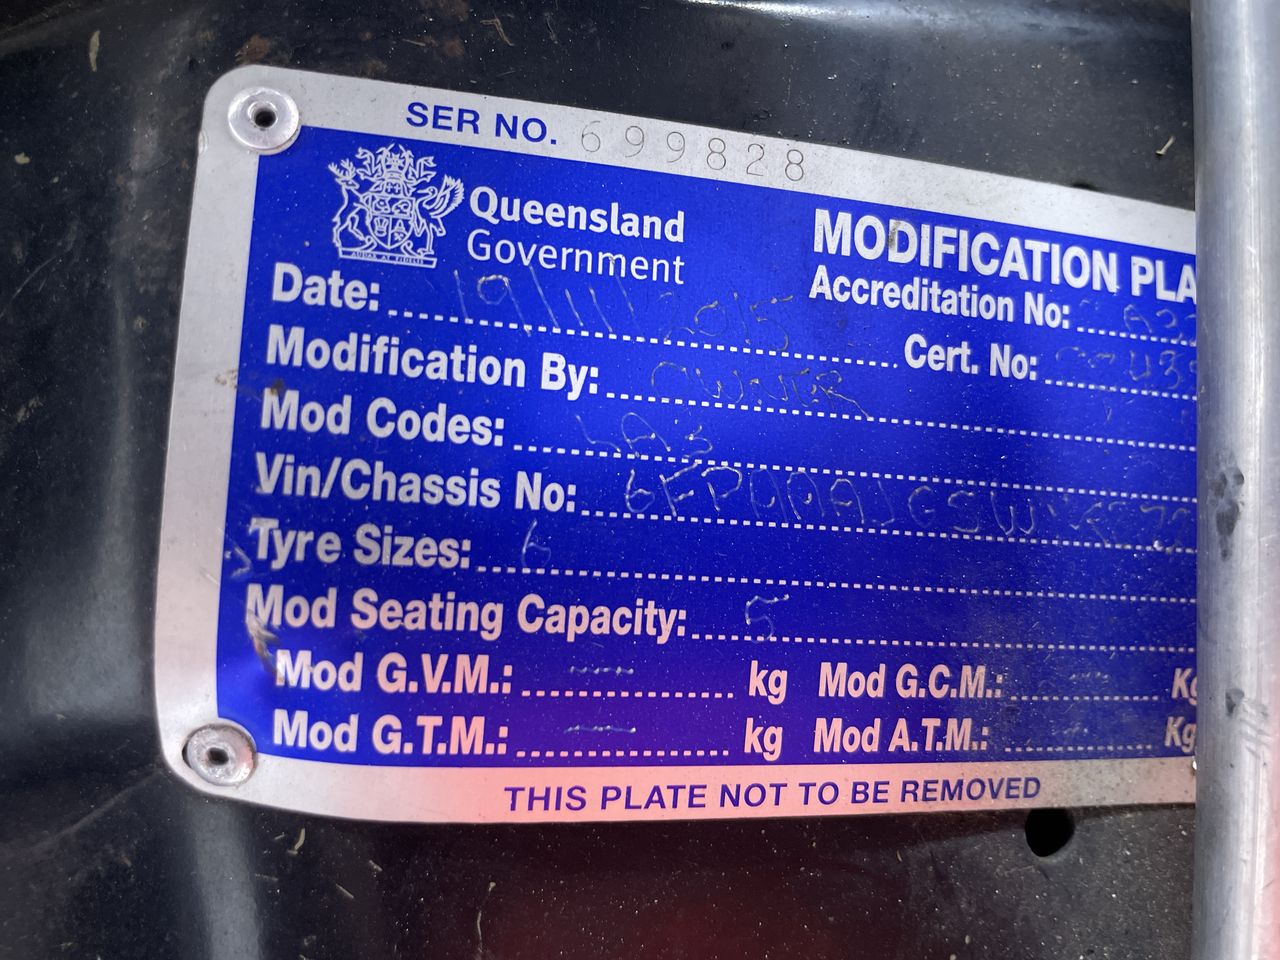 SER NO. 699828
Queensland
Government
MODIFICATION PLA
Accreditation No: A22
Date: 19/11/2015
Cert. No:
Modification By: OWNER
Mod Codes:
Vin/Chassis No:
Tyre Sizes: 6
Mod Seating Capacity: 5
Mod G.V.M.: --- kg Mod G.C.M.: Kg
Mod G.T.M.: --- kg Mod A.T.M.: Kg
THIS PLATE NOT TO BE REMOVED